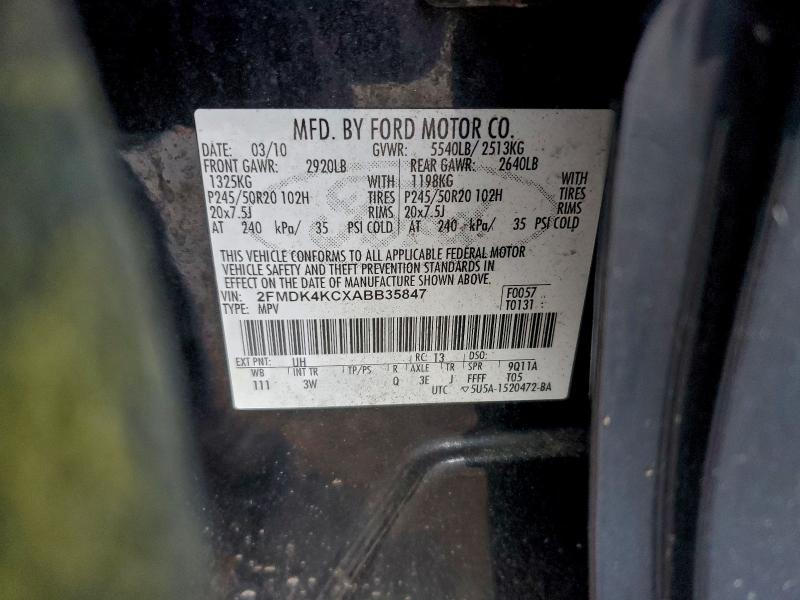 MFD. BY FORD MOTOR CO.
DATE: 03/10 GVWR: 5540LB/ 2513KG
FRONT GAWR: 2920LB REAR GAWR: 2640LB
1325KG WITH 1198KG WITH
P245/50R20 102H TIRES P245/50R20 102H TIRES
20x7.5J RIMS 20x7.5J RIMS
AT 240 kPa/ 35 PSI COLD AT 240 kPa/ 35 PSI COLD
THIS VEHICLE CONFORMS TO ALL APPLICABLE FEDERAL MOTOR
VEHICLE SAFETY AND THEFT PREVENTION STANDARDS IN
EFFECT ON THE DATE OF MANUFACTURE SHOWN ABOVE.
VIN: 2FMDK4KCXABB35847 F0057
TYPE: MPV T0131
EXT PNT: UH RC: 13 DSO:
WB INT TR TP/PS R AXLE TR SPR 9Q11A
111 3W Q 3E J FFFF T05
UTC 5U5A-1520472-BA